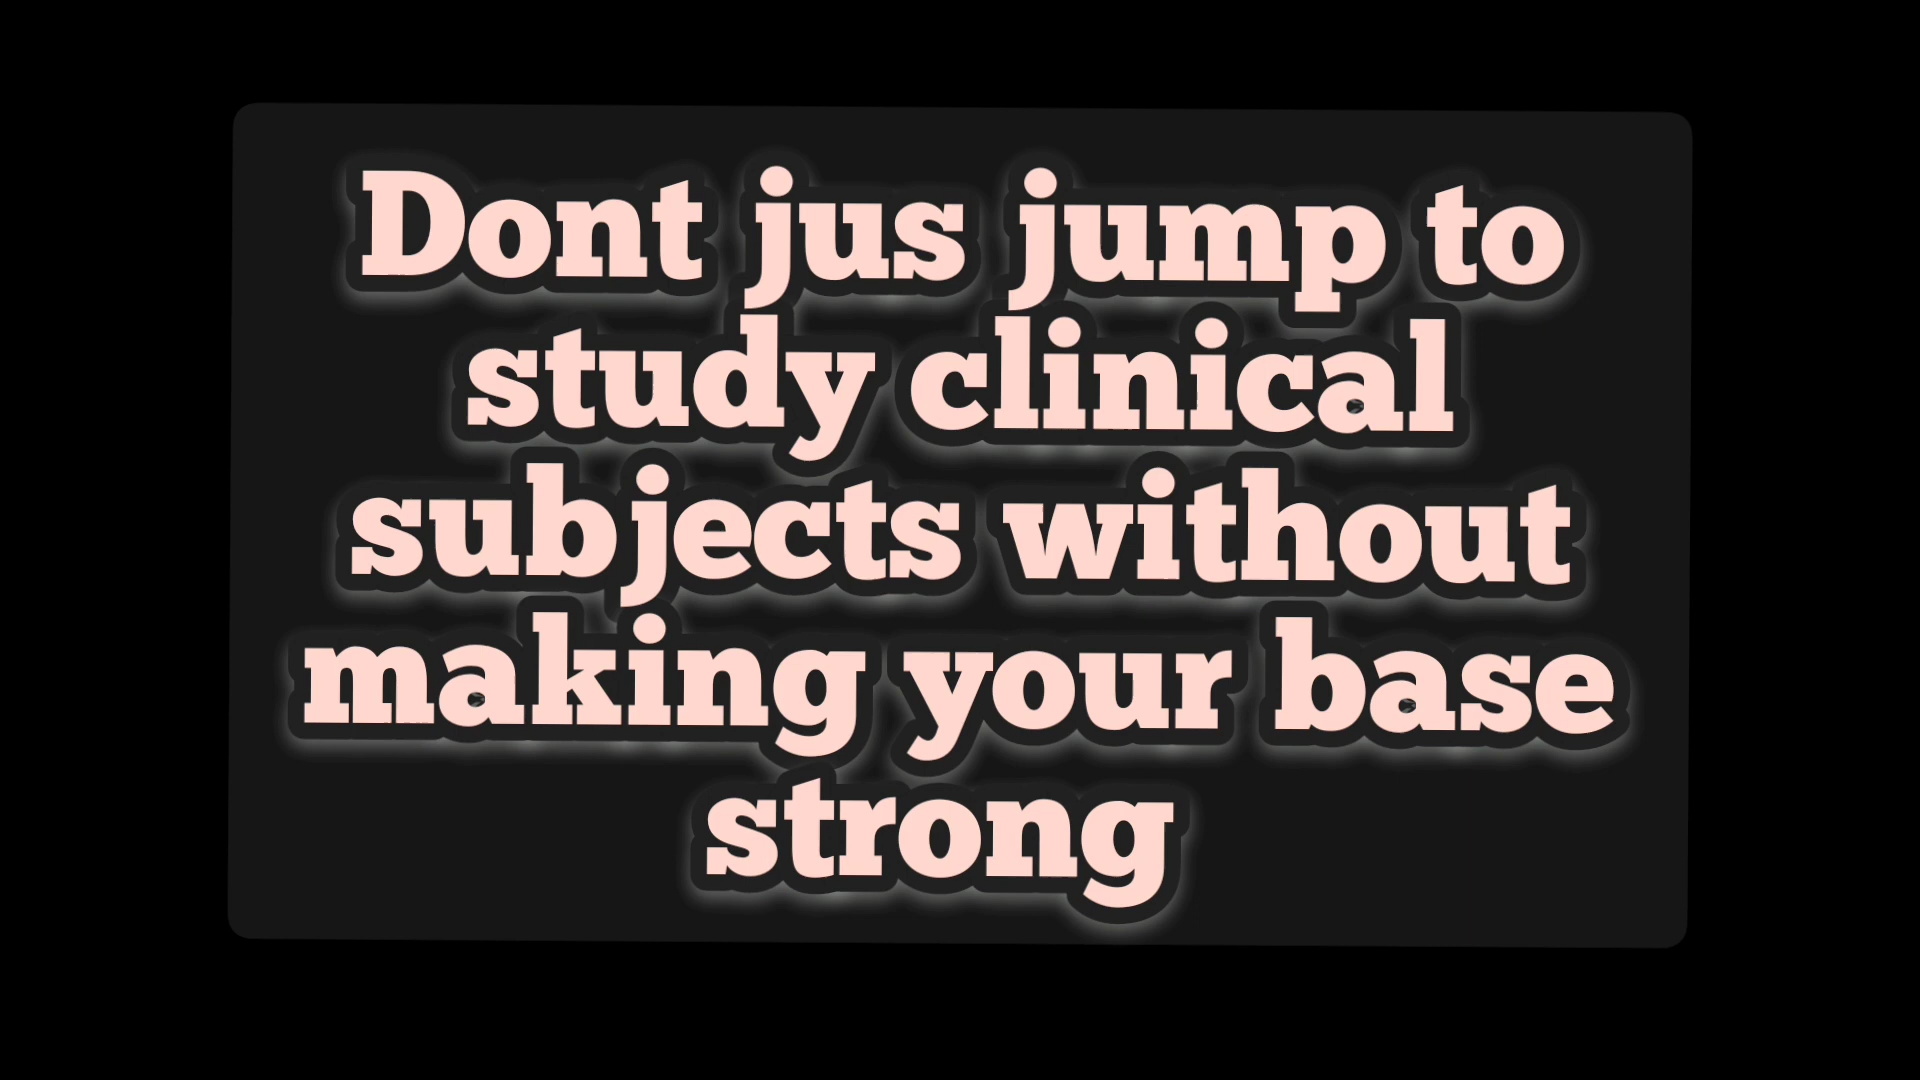 Dont jus jump to
study clinical
subjects without
making your base
strong